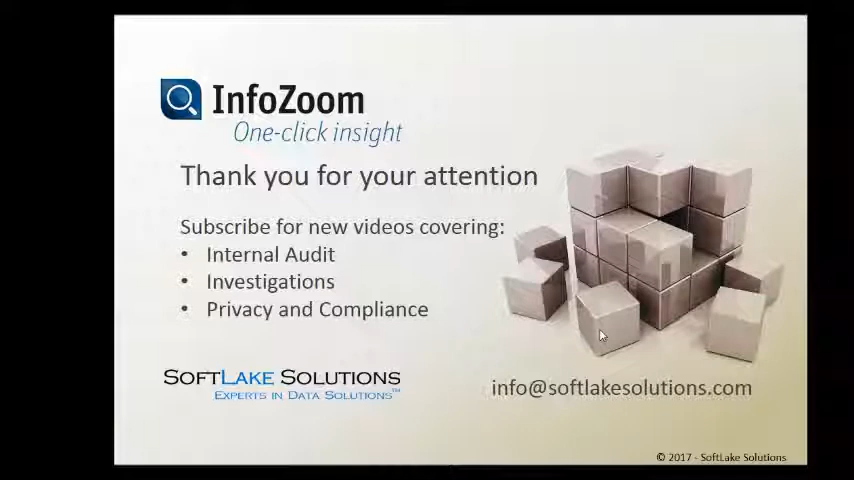 InfoZoom
One-click insight
Thank you for your attention
Subscribe for new videos covering:
• Internal Audit
• Investigations
• Privacy and Compliance
SOFTLAKE SOLUTIONS
EXPERTS IN DATA SOLUTIONS™
info@softlakesolutions.com
© 2017 - SoftLake Solutions